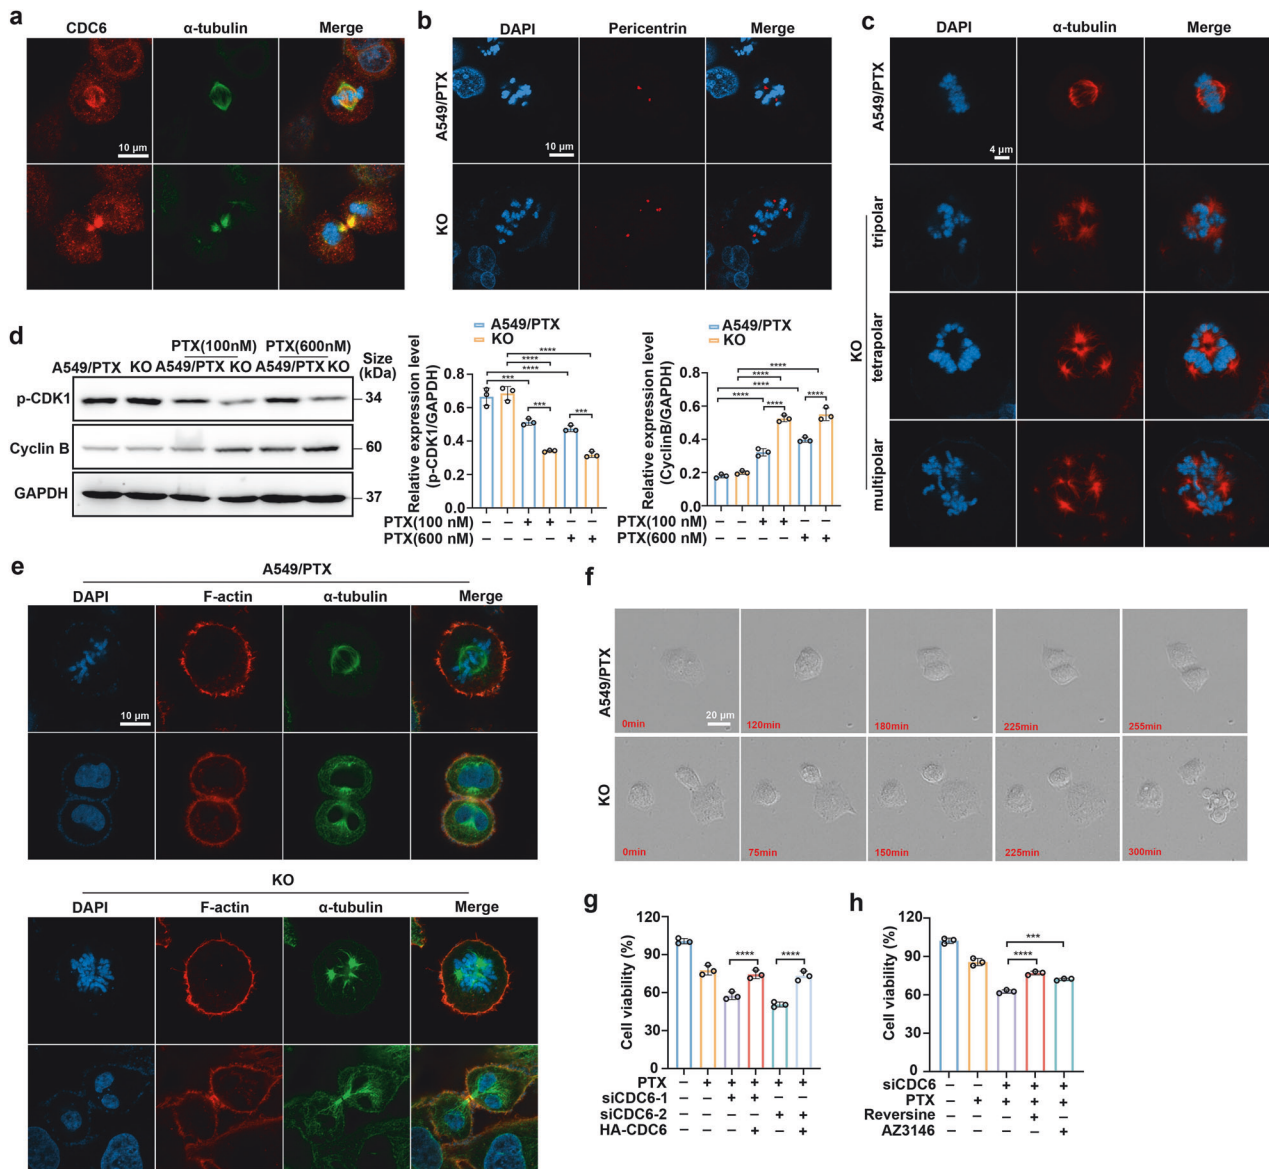 a
CDC6 α-tubulin Merge
10 μm
b
DAPI Pericentrin Merge
A549/PTX
10 μm
KO
c
DAPI α-tubulin Merge
A549/PTX
4 μm
KO
tripolar
tetrapolar
multipolar
d
PTX(100nM) PTX(600nM)
A549/PTX KO A549/PTX KO A549/PTX KO
Size
(kDa)
p-CDK1 34
Cyclin B 60
GAPDH 37
A549/PTX
KO
Relative expression level
(p-CDK1/GAPDH)
0.8
0.6
0.4
0.2
0.0
****
****
****
***
***
***
PTX(100 nM) – – + + – –
PTX(600 nM) – – – – + +
A549/PTX
KO
Relative expression level
(CyclinB/GAPDH)
0.8
0.6
0.4
0.2
0.0
****
****
****
****
****
****
PTX(100 nM) – – + + – –
PTX(600 nM) – – – – + +
e
A549/PTX
DAPI F-actin α-tubulin Merge
10 μm
KO
DAPI F-actin α-tubulin Merge
f
A549/PTX
0min 20 μm 120min 180min 225min 255min
KO
0min 75min 150min 225min 300min
g
Cell viability (%)
120
90
60
30
0
**** ****
PTX – + + + + +
siCDC6-1 – – + + – –
siCDC6-2 – – – – + +
HA-CDC6 – – – + – +
h
Cell viability (%)
120
90
60
30
0
***
****
siCDC6 – – + + +
PTX – + + + +
Reversine – – – + –
AZ3146 – – – – +